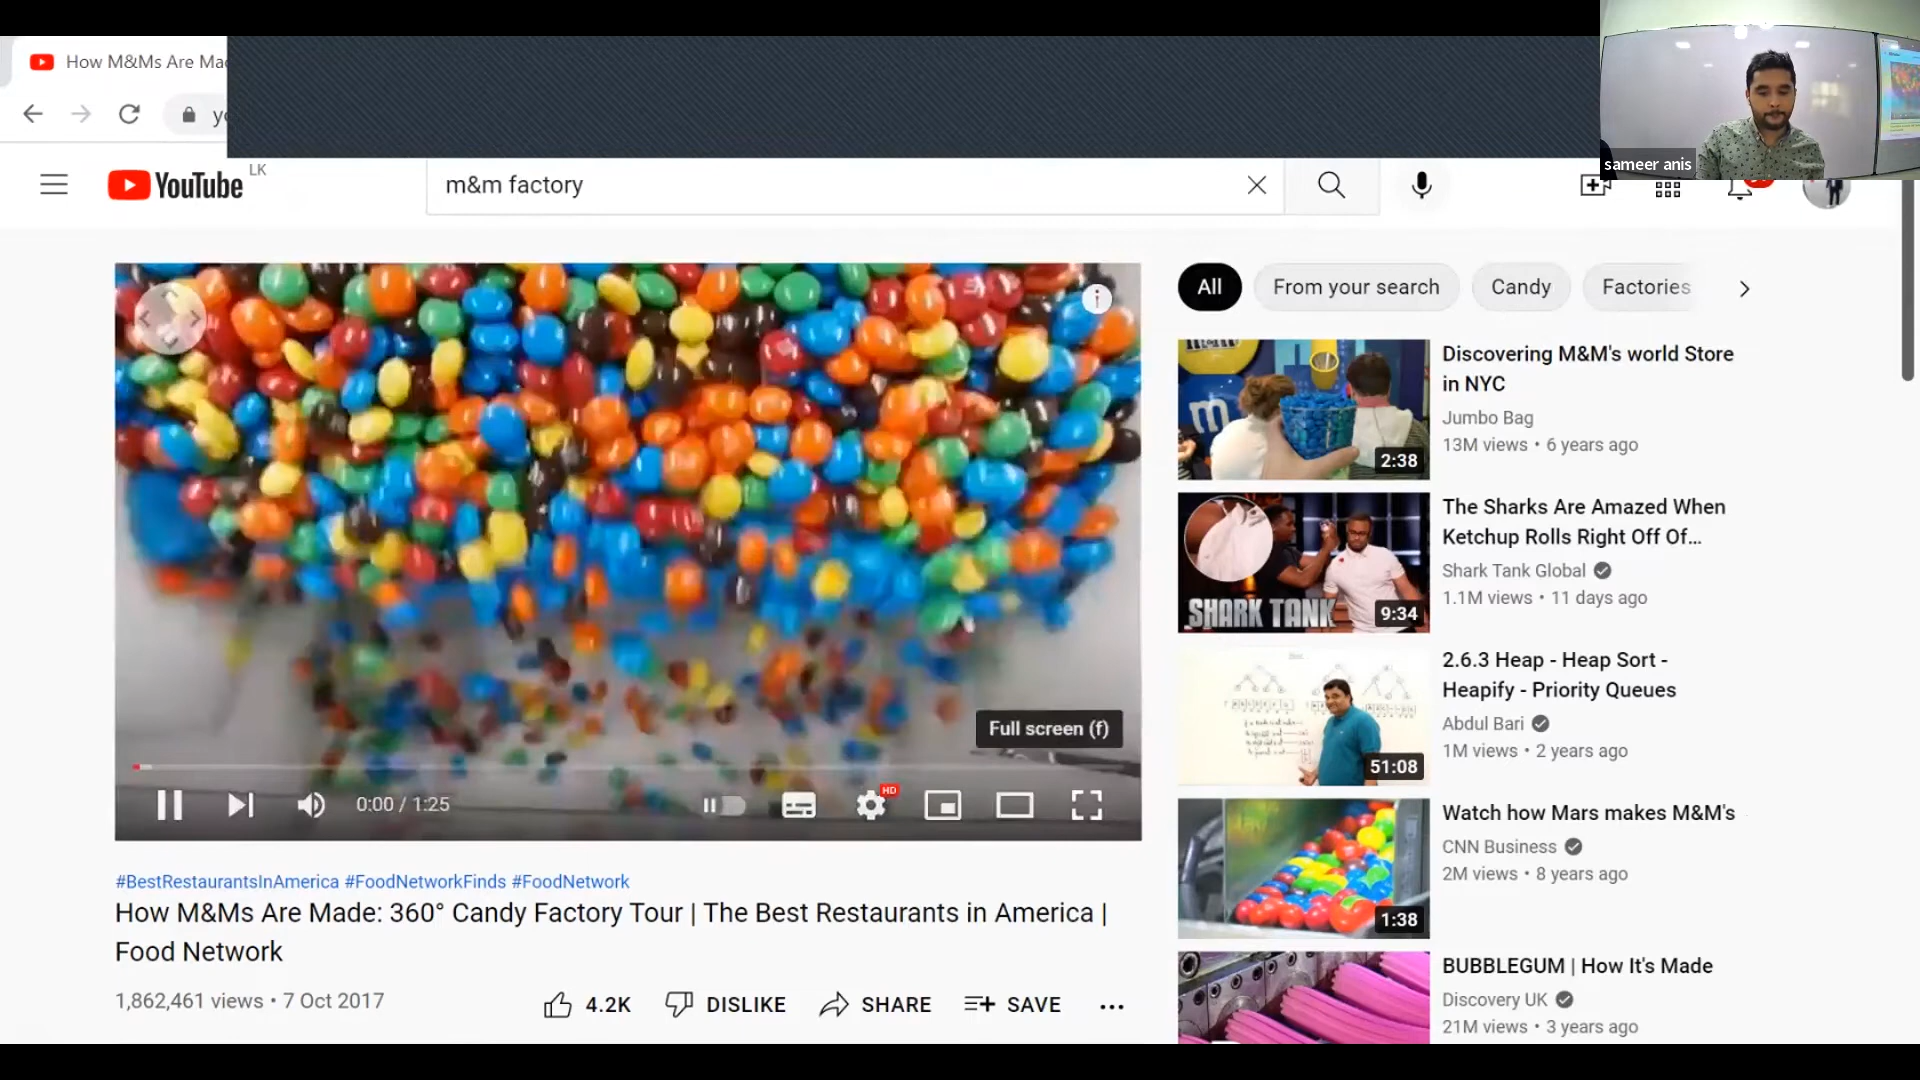 How M&Ms Are Mad
sameer anis
YouTube LK
m&m factory
All
From your search
Candy
Factories
Full screen (f)
0:00 / 1:25
HD
#BestRestaurantsInAmerica #FoodNetworkFinds #FoodNetwork
How M&Ms Are Made: 360° Candy Factory Tour | The Best Restaurants in America |
Food Network
1,862,461 views • 7 Oct 2017
4.2K
DISLIKE
SHARE
SAVE
Discovering M&M's world Store
in NYC
Jumbo Bag
13M views • 6 years ago
m
2:38
The Sharks Are Amazed When
Ketchup Rolls Right Off Of...
Shark Tank Global
1.1M views • 11 days ago
SHARK TANK
9:34
2.6.3 Heap - Heap Sort -
Heapify - Priority Queues
Abdul Bari
1M views • 2 years ago
51:08
Watch how Mars makes M&M's
CNN Business
2M views • 8 years ago
1:38
BUBBLEGUM | How It's Made
Discovery UK
21M views • 3 years ago